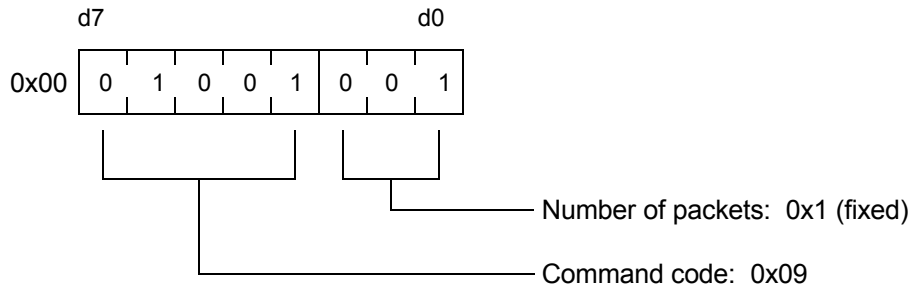 d7 d0
0x00 0 1 0 0 1 0 0 1
Number of packets: 0x1 (fixed)
Command code: 0x09